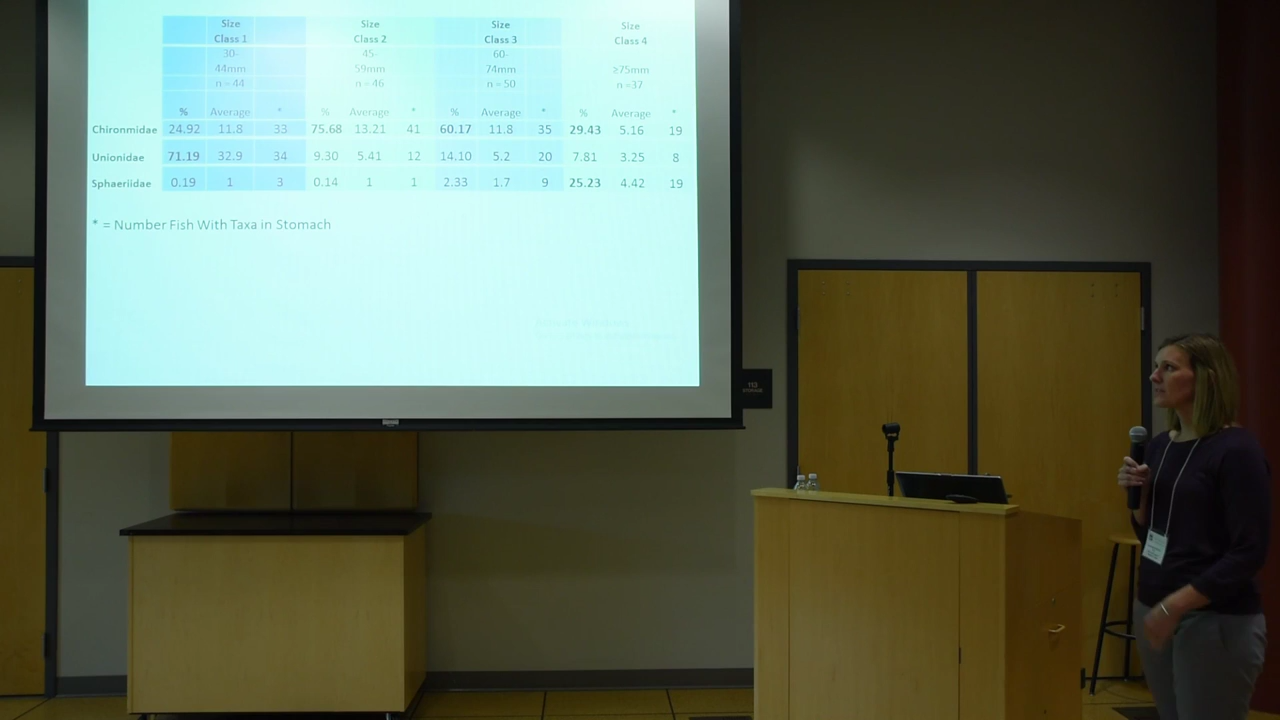 Size Size Size Size
Class 1 Class 2 Class 3 Class 4
30- 45- 60-
44mm 59mm 74mm ≥75mm
n = 44 n = 46 n = 50 n =37
% Average * % Average * % Average * % Average *
Chironmidae 24.92 11.8 33 75.68 13.21 41 60.17 11.8 35 29.43 5.16 19
Unionidae 71.19 32.9 34 9.30 5.41 12 14.10 5.2 20 7.81 3.25 8
Sphaeriidae 0.19 1 3 0.14 1 1 2.33 1.7 9 25.23 4.42 19
* = Number Fish With Taxa in Stomach
113
STORAGE